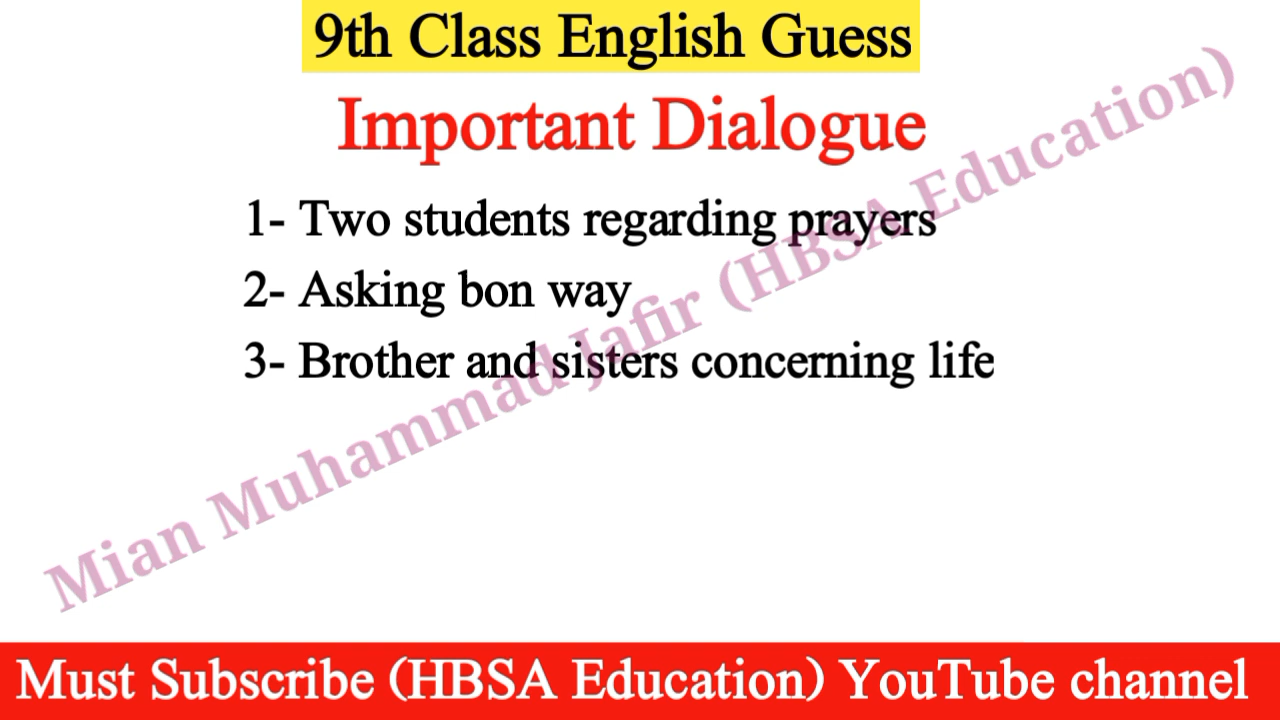 9th Class English Guess
Important Dialogue
1- Two students regarding prayers
2- Asking bon way
3- Brother and sisters concerning life
Mian Muhammad Jafir (HBSA Education)
Must Subscribe (HBSA Education) YouTube channel